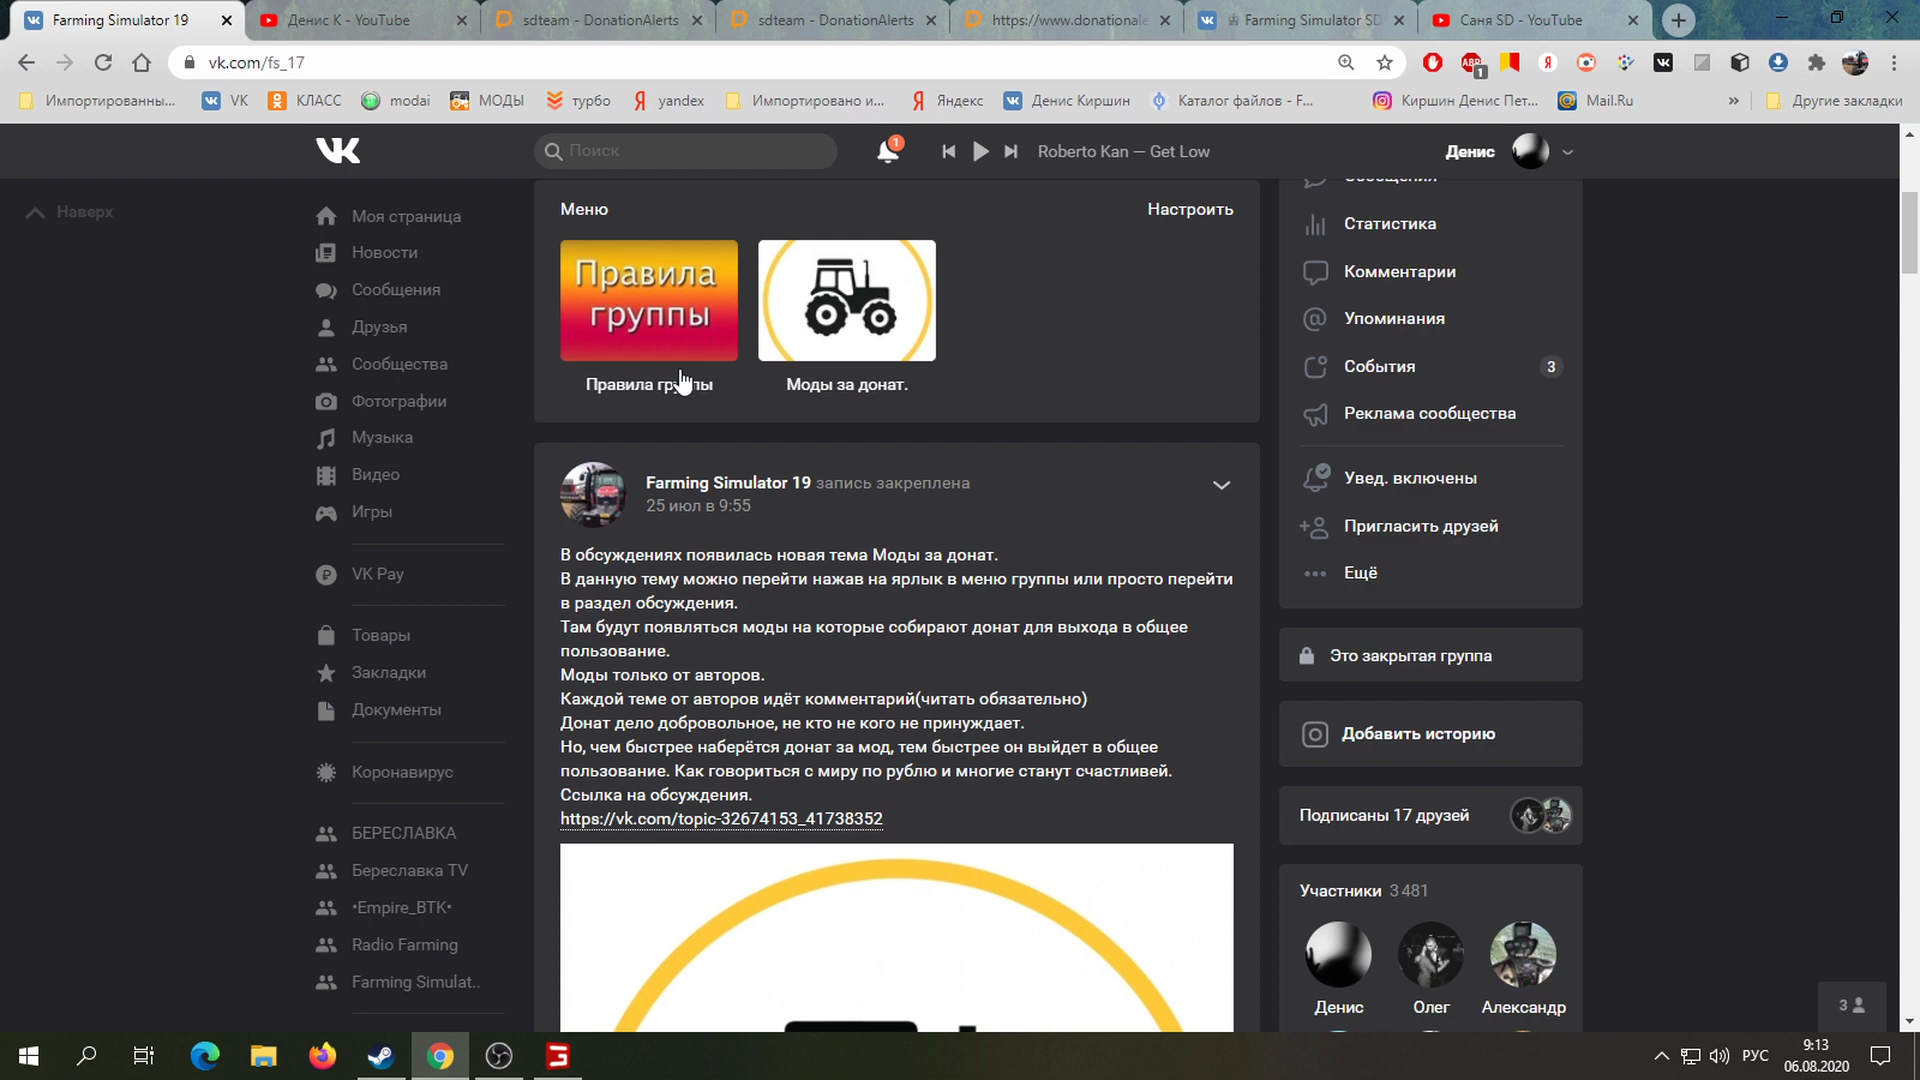 Farming Simulator 19
Денис К - YouTube
sdteam - DonationAlerts
sdteam - DonationAlerts
https://www.donationale
Farming Simulator SD
Саня SD - YouTube
vk.com/fs_17
ABP
1
Импортированны...
VK
КЛАСС
modai
МОДЫ
турбо
yandex
Импортировано и...
Яндекс
Денис Киршин
Каталог файлов - F...
Киршин Денис Пет...
Mail.Ru
»
Другие закладки
Поиск
1
Roberto Kan — Get Low
Денис
Наверх
Моя страница
Новости
Сообщения
Друзья
Сообщества
Фотографии
Музыка
Видео
Игры
VK Pay
Товары
Закладки
Документы
Коронавирус
БЕРЕСЛАВКА
Береславка TV
•Empire_BTK•
Radio Farming
Farming Simulat..
Меню
Настроить
Правила
группы
Правила группы
Моды за донат.
Farming Simulator 19 запись закреплена
25 июл в 9:55
В обсуждениях появилась новая тема Моды за донат.
В данную тему можно перейти нажав на ярлык в меню группы или просто перейти
в раздел обсуждения.
Там будут появляться моды на которые собирают донат для выхода в общее
пользование.
Моды только от авторов.
Каждой теме от авторов идёт комментарий(читать обязательно)
Донат дело добровольное, не кто не кого не принуждает.
Но, чем быстрее наберётся донат за мод, тем быстрее он выйдет в общее
пользование. Как говориться с миру по рублю и многие станут счастливей.
Ссылка на обсуждения.
https://vk.com/topic-32674153_41738352
Сообщения
Статистика
Комментарии
Упоминания
События
3
Реклама сообщества
Увед. включены
Пригласить друзей
Ещё
Это закрытая группа
Добавить историю
Подписаны 17 друзей
Участники 3 481
Денис
Олег
Александр
3
РУС
9:13
06.08.2020